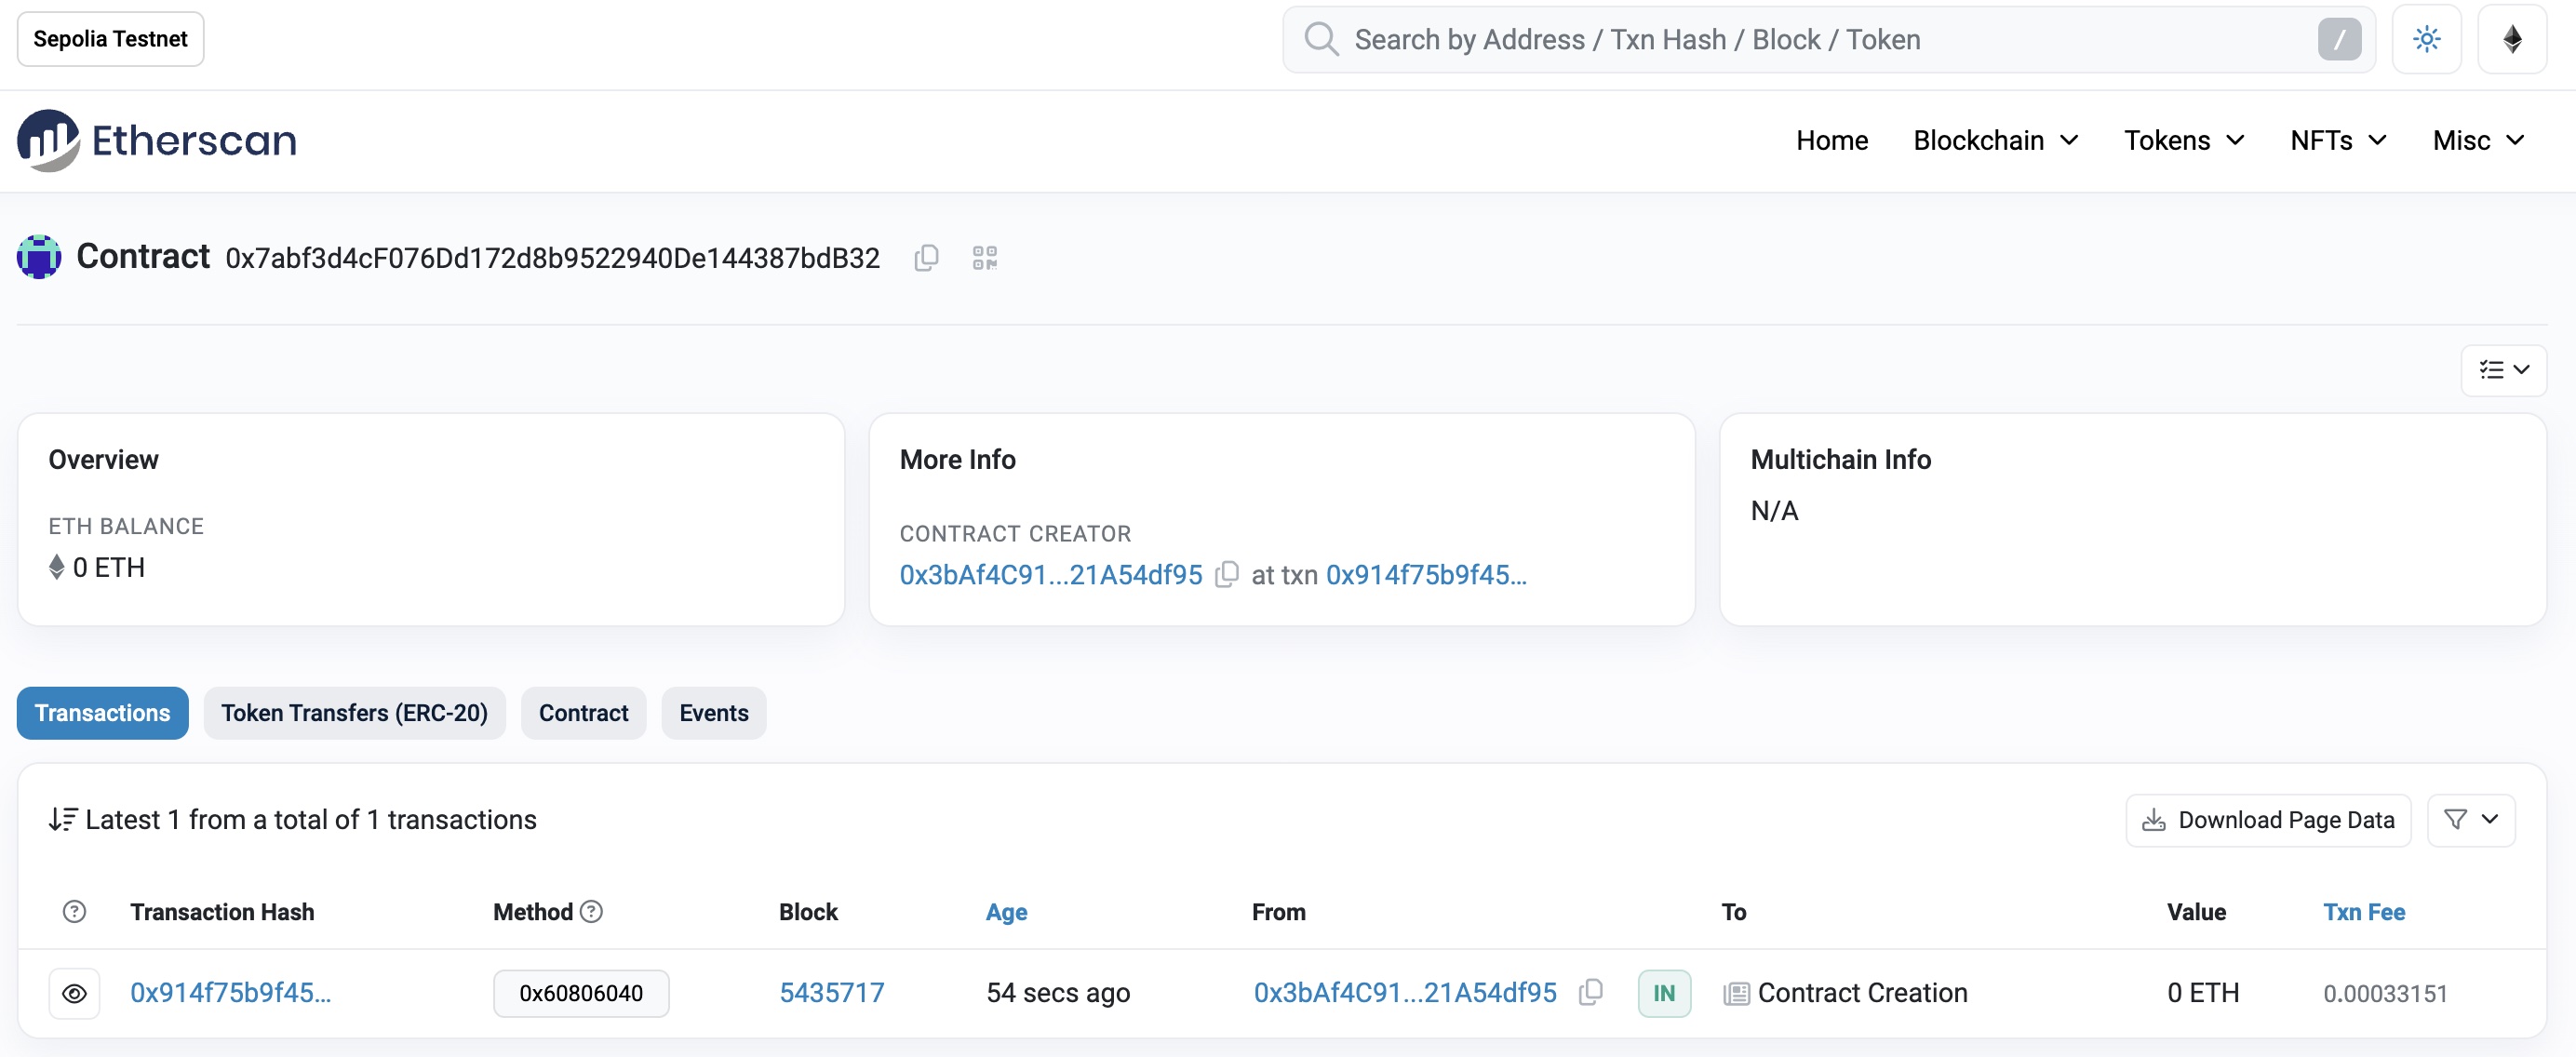 Sepolia Testnet
Search by Address / Txn Hash / Block / Token
/
Etherscan
Home Blockchain Tokens NFTs Misc
Contract 0x7abf3d4cF076Dd172d8b9522940De144387bdB32
Overview
ETH BALANCE
0 ETH
More Info
CONTRACT CREATOR
0x3bAf4C91...21A54df95 at txn 0x914f75b9f45...
Multichain Info
N/A
Transactions Token Transfers (ERC-20) Contract Events
Latest 1 from a total of 1 transactions
Download Page Data
? Transaction Hash Method ? Block Age From To Value Txn Fee
0x914f75b9f45... 0x60806040 5435717 54 secs ago 0x3bAf4C91...21A54df95 IN Contract Creation 0 ETH 0.00033151